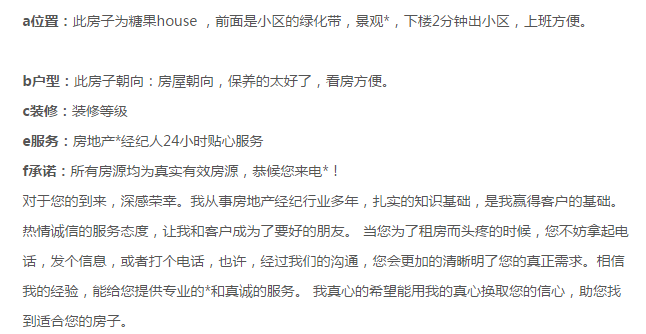 a位置：此房子为糖果house ，前面是小区的绿化带，景观*，下楼2分钟出小区，上班方便。
b户型：此房子朝向：房屋朝向，保养的太好了，看房方便。
c装修：装修等级
e服务：房地产*经纪人24小时贴心服务
f承诺：所有房源均为真实有效房源，恭候您来电*！
对于您的到来，深感荣幸。我从事房地产经纪行业多年，扎实的知识基础，是我赢得客户的基础。
热情诚信的服务态度，让我和客户成为了要好的朋友。 当您为了租房而头疼的时候，您不妨拿起电
话，发个信息，或者打个电话，也许，经过我们的沟通，您会更加的清晰明了您的真正需求。相信
我的经验，能给您提供专业的*和真诚的服务。 我真心的希望能用我的真心换取您的信心，助您找
到适合您的房子。